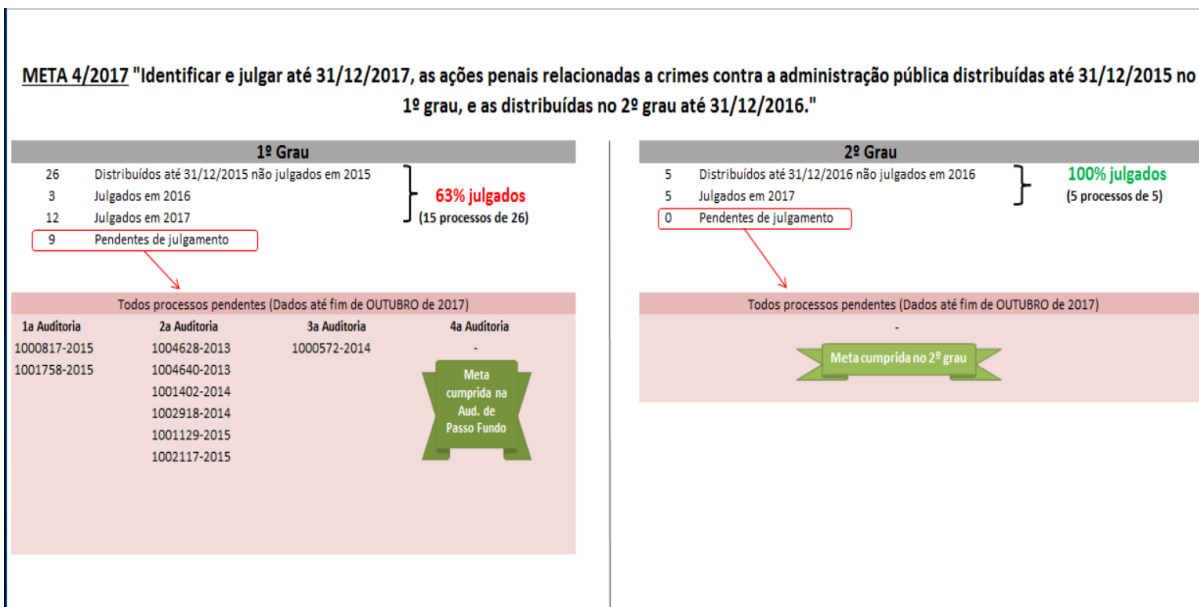 META 4/2017 "Identificar e julgar até 31/12/2017, as ações penais relacionadas a crimes contra a administração pública distribuídas até 31/12/2015 no
1º grau, e as distribuídas no 2º grau até 31/12/2016."
1º Grau
26 Distribuídos até 31/12/2015 não julgados em 2015
3 Julgados em 2016
12 Julgados em 2017
9 Pendentes de julgamento
63% julgados
(15 processos de 26)
Todos processos pendentes (Dados até fim de OUTUBRO de 2017)
1a Auditoria 2a Auditoria 3a Auditoria 4a Auditoria
1000817-2015 1004628-2013 1000572-2014 -
1001758-2015 1004640-2013
1001402-2014
1002918-2014
1001129-2015
1002117-2015
Meta
cumprida na
Aud. de
Passo Fundo
2º Grau
5 Distribuídos até 31/12/2016 não julgados em 2016
5 Julgados em 2017
0 Pendentes de julgamento
100% julgados
(5 processos de 5)
Todos processos pendentes (Dados até fim de OUTUBRO de 2017)
-
Meta cumprida no 2º grau